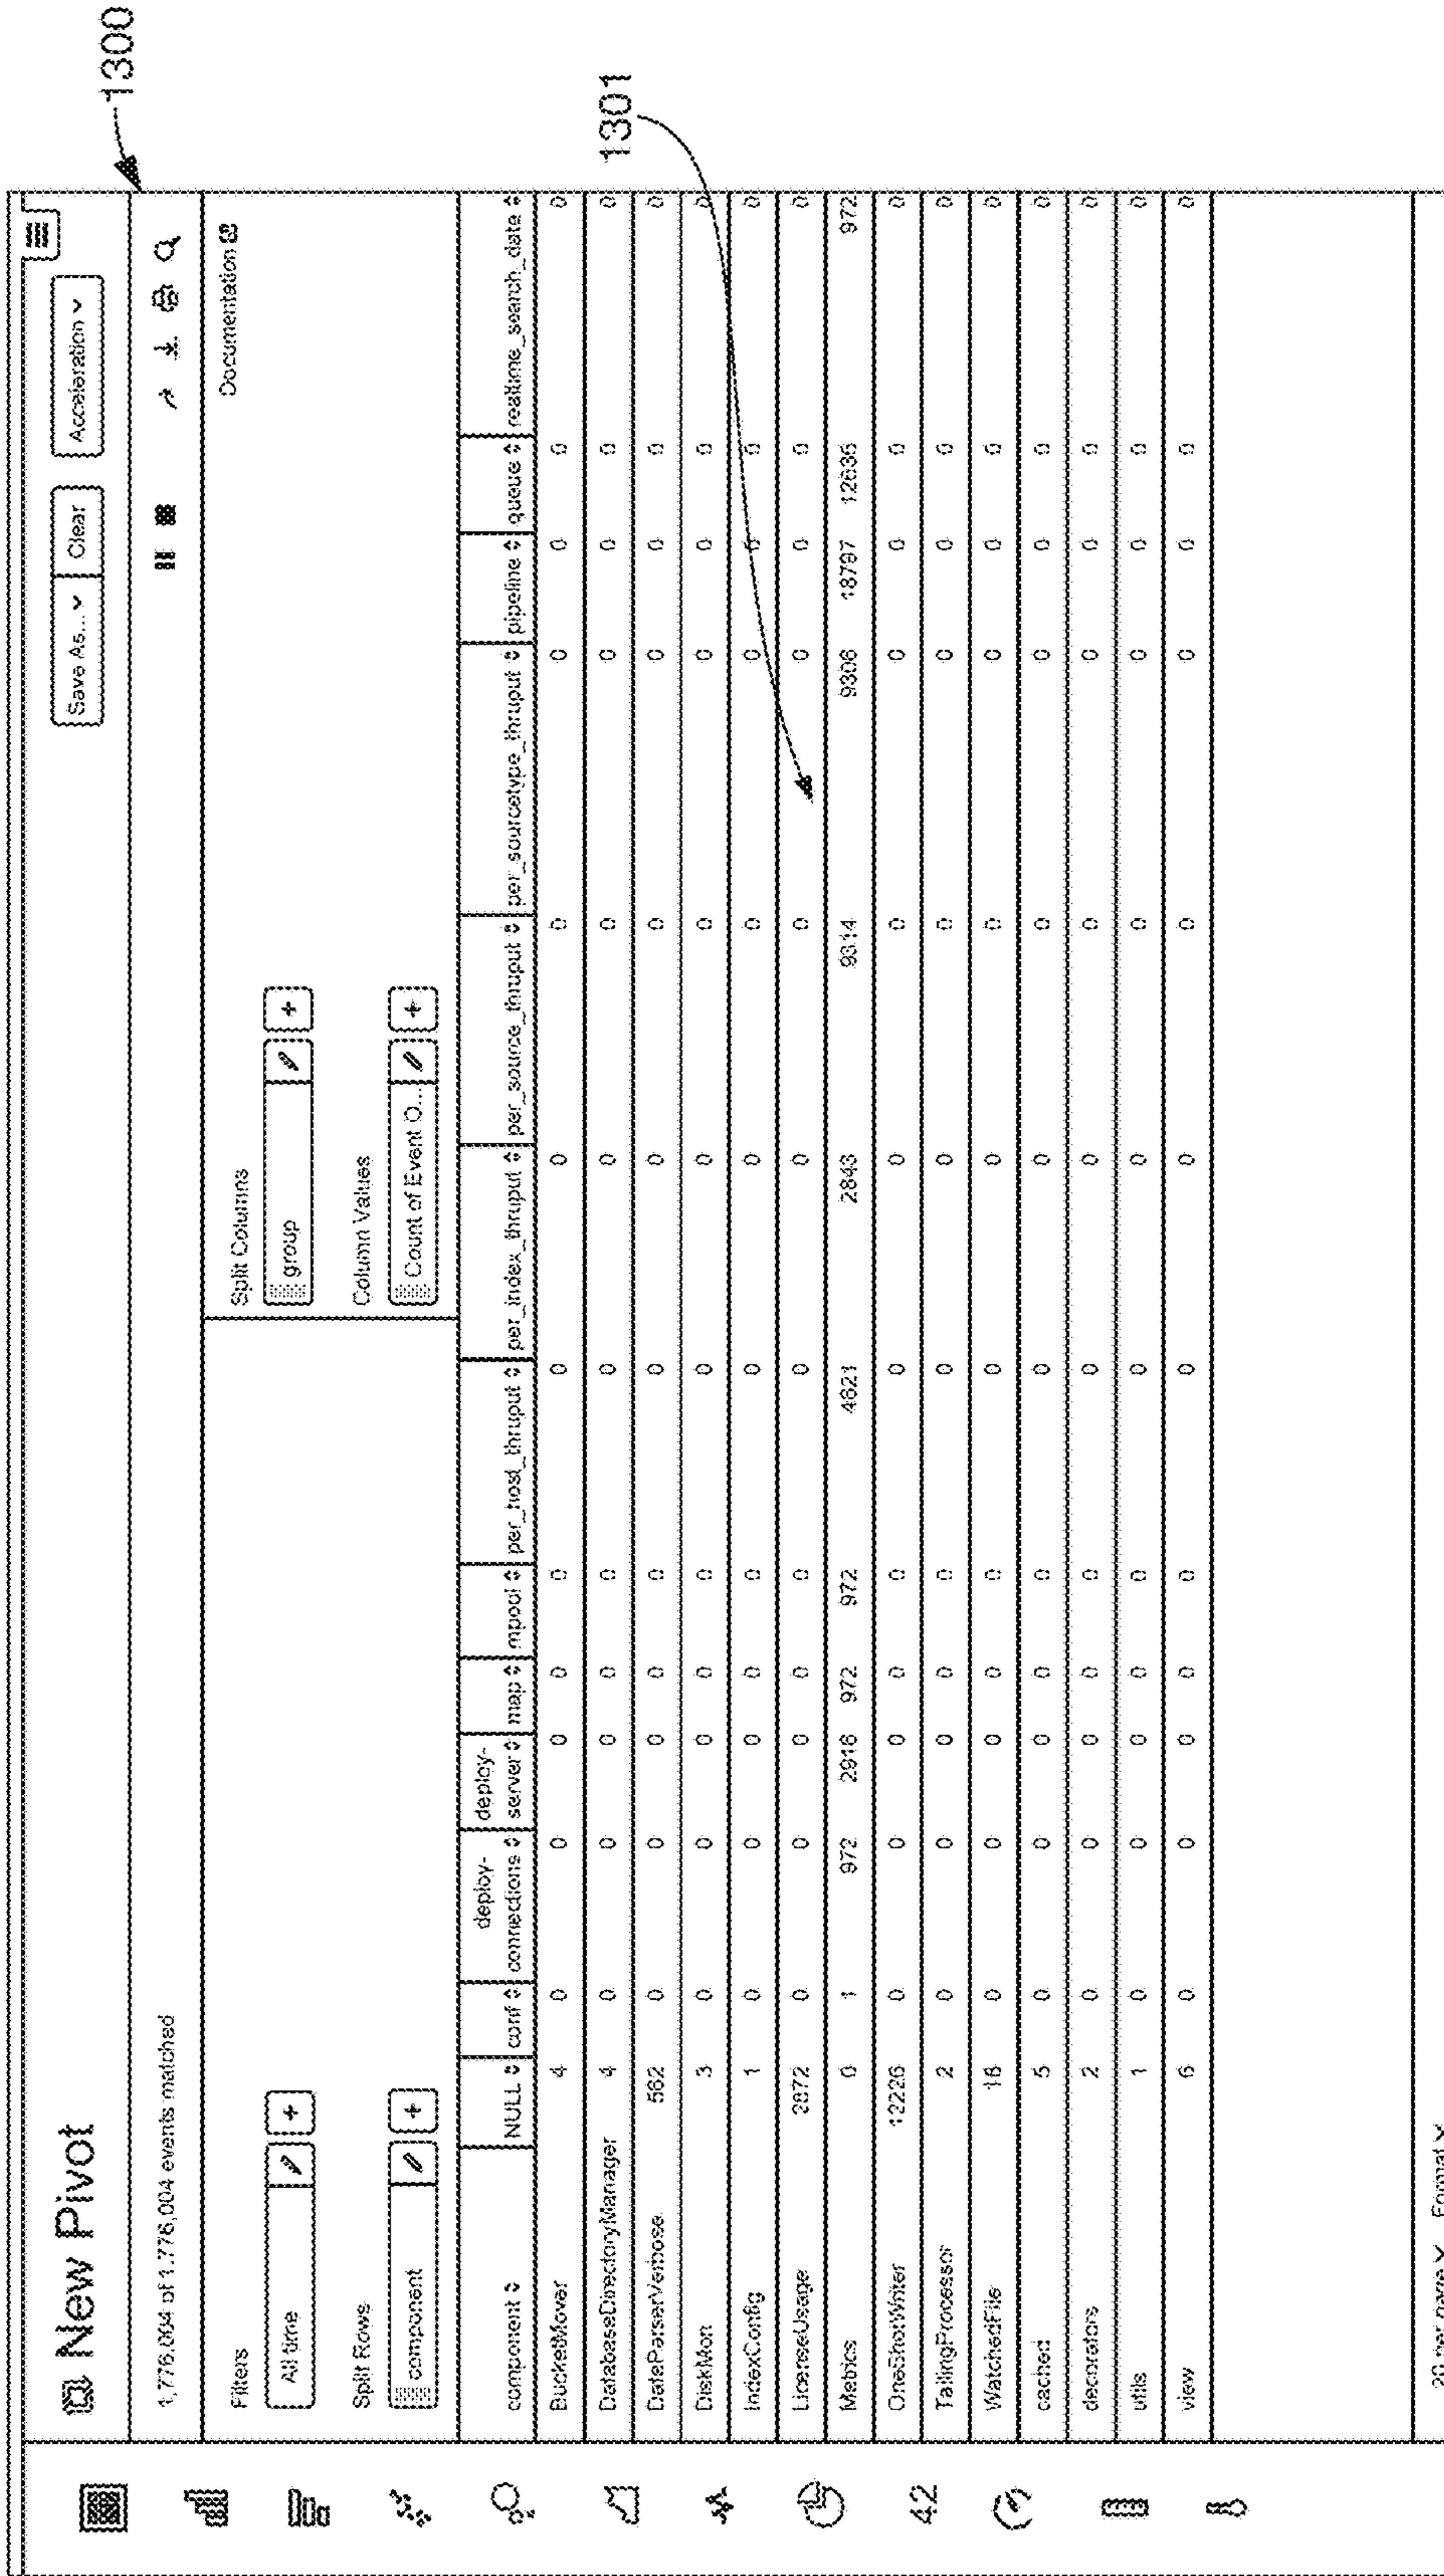 1300
1301
New Pivot
Save As... Clear Acceleration
1,776,004 of 1,776,004 events matched
Filters Split Columns Documentation
All time group
Split Rows Column Values
component Count of Event O...
component NULL conf deploy-connections deploy-server map mpool per_host_thruput per_index_thruput per_source_thruput per_sourcetype_thruput pipeline queue realtime_search_data
BucketMover 4 0 0 0 0 0 0 0 0 0 0 0 0
DatabaseDirectoryManager 4 0 0 0 0 0 0 0 0 0 0 0 0
DateParserVerbose 562 0 0 0 0 0 0 0 0 0 0 0 0
DiskMon 3 0 0 0 0 0 0 0 0 0 0 0 0
IndexConfig 1 0 0 0 0 0 0 0 0 0 0 0 0
LicenseUsage 2872 0 0 0 0 0 0 0 0 0 0 0 0
Metrics 0 1 972 2916 972 972 4621 2843 9314 9306 18797 12636 972
OneShotWriter 12226 0 0 0 0 0 0 0 0 0 0 0 0
TailingProcessor 2 0 0 0 0 0 0 0 0 0 0 0 0
WatchedFile 16 0 0 0 0 0 0 0 0 0 0 0 0
cached 5 0 0 0 0 0 0 0 0 0 0 0 0
decorators 2 0 0 0 0 0 0 0 0 0 0 0 0
utils 1 0 0 0 0 0 0 0 0 0 0 0 0
view 6 0 0 0 0 0 0 0 0 0 0 0 0
42
20 per page Format